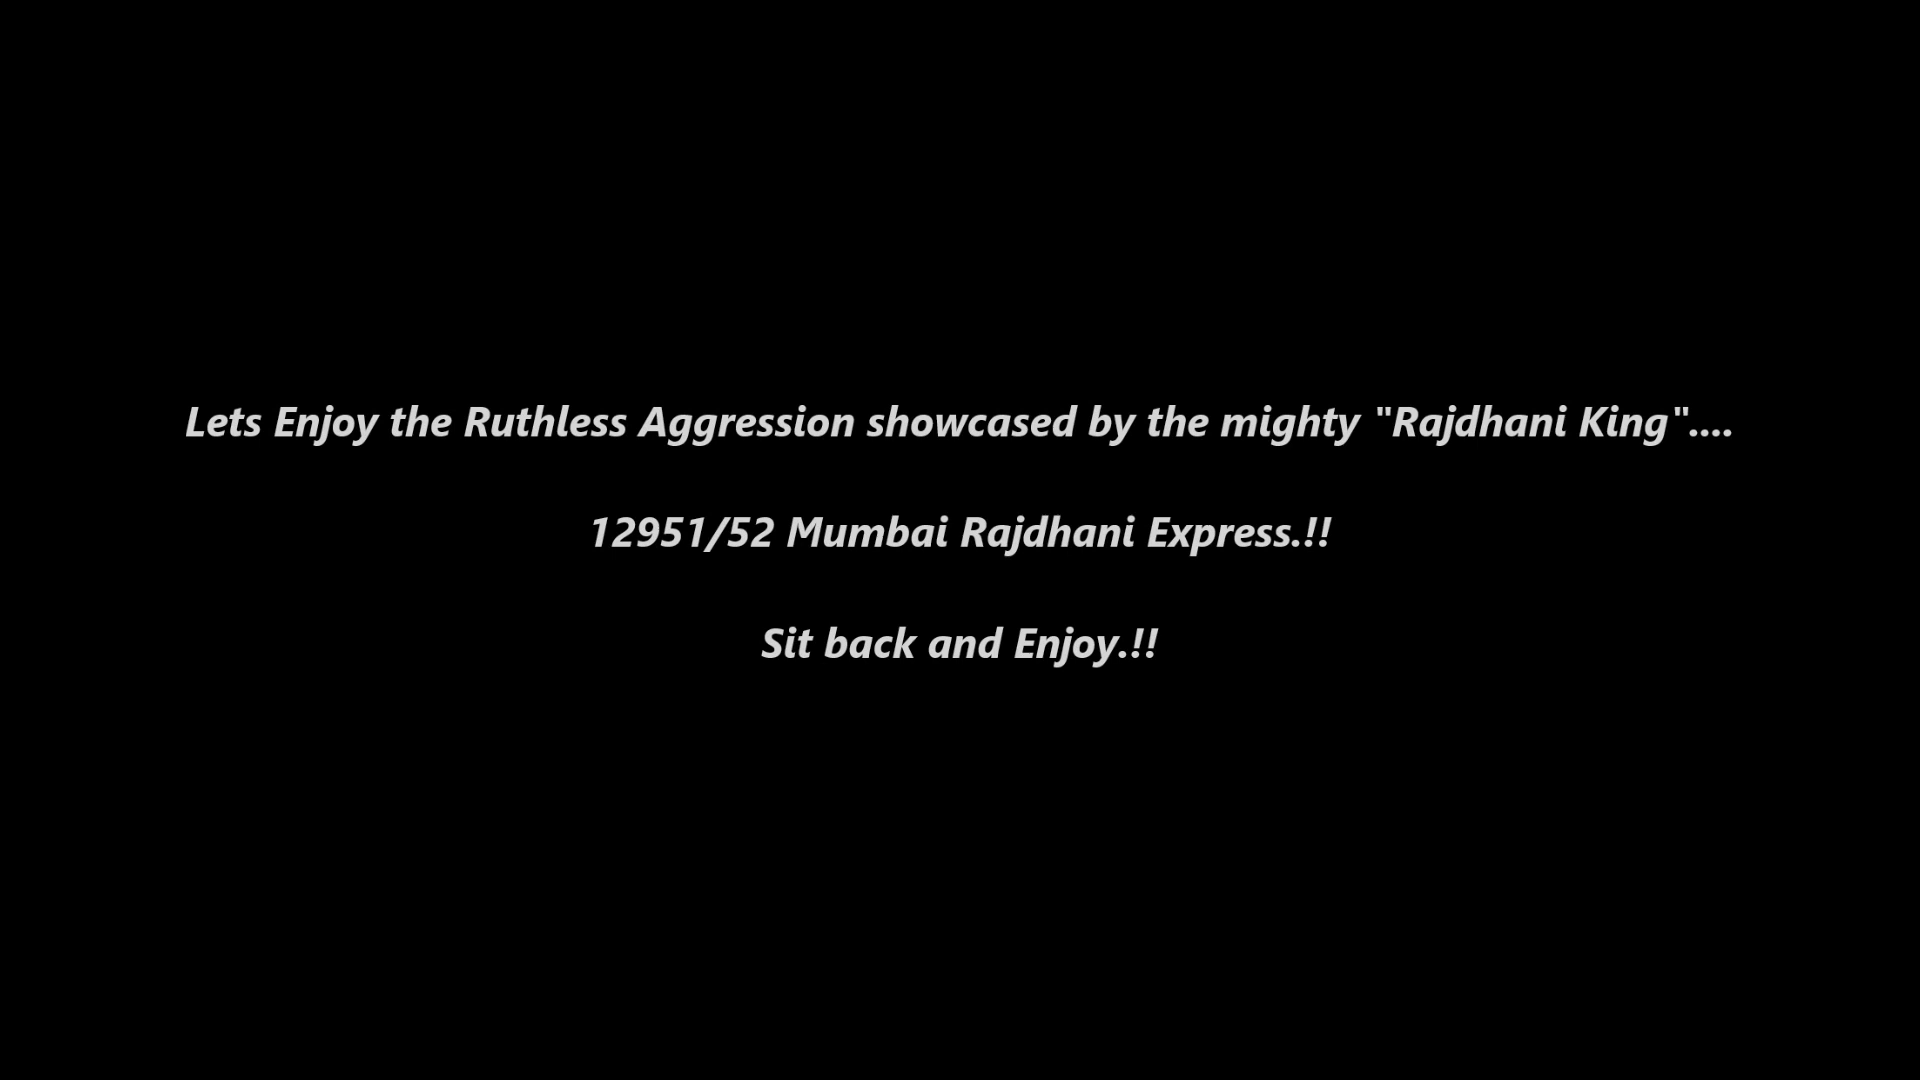 Lets Enjoy the Ruthless Aggression showcased by the mighty "Rajdhani King"....
12951/52 Mumbai Rajdhani Express.!!
Sit back and Enjoy.!!